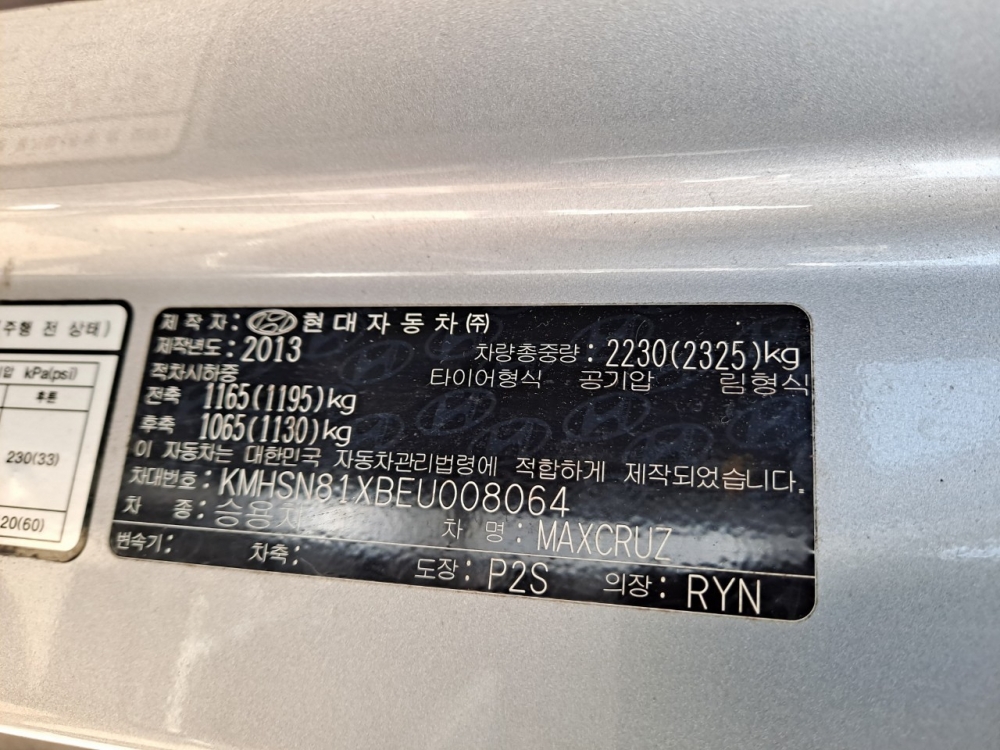 주행 전 상태)
압 kPa(psi)
후륜
230(33)
20(60)
제 작 자: 현대자동차(주)
제작년도: 2013 차량총중량: 2230(2325)kg
적차시하중 타이어형식 공기압 림형식
전축 1165(1195)kg
후축 1065(1130)kg
이 자동차는 대한민국 자동차관리법령에 적합하게 제작되었습니다.
차대번호: KMHSN81XBEU008064
차 종: 승용차 차 명: MAXCRUZ
변속기: 차축: 도장: P2S 의장: RYN